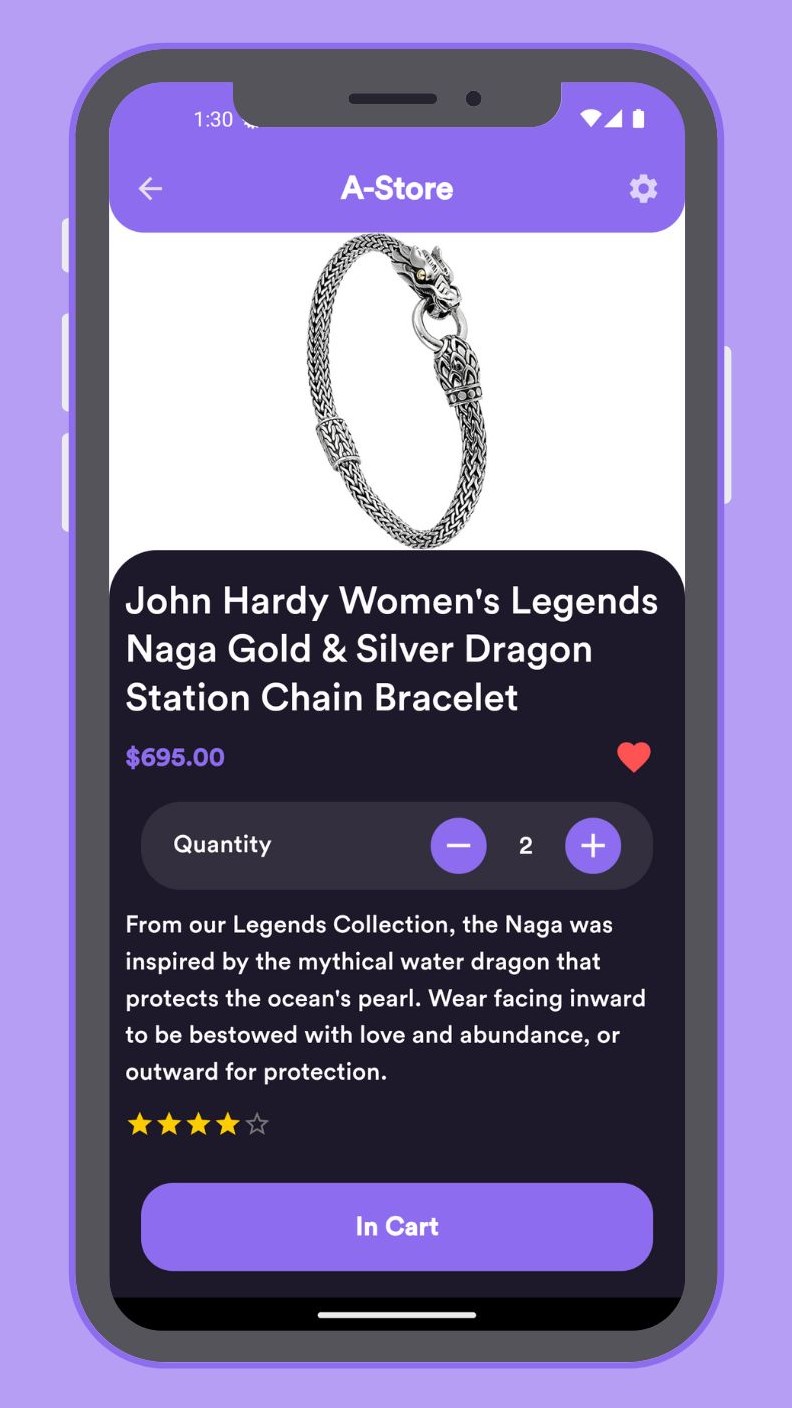 1:30
A-Store
John Hardy Women's Legends
Naga Gold & Silver Dragon
Station Chain Bracelet
$695.00
Quantity
2
From our Legends Collection, the Naga was
inspired by the mythical water dragon that
protects the ocean's pearl. Wear facing inward
to be bestowed with love and abundance, or
outward for protection.
In Cart